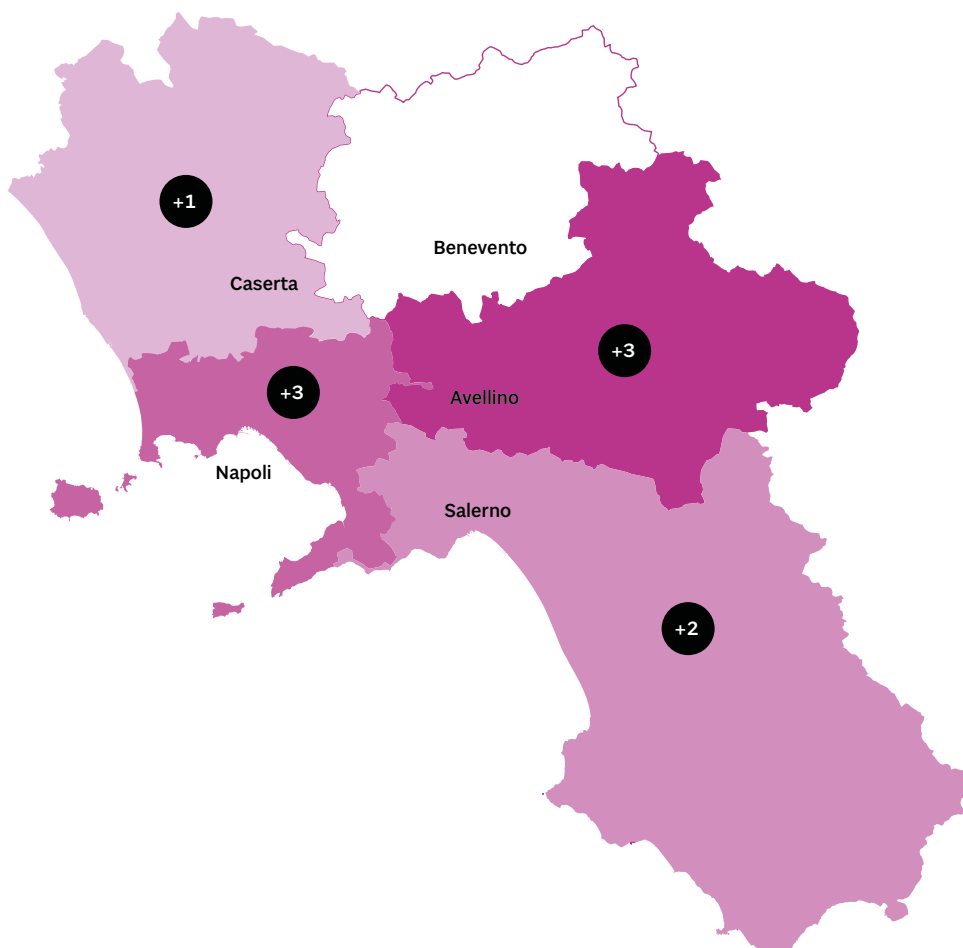 +1
Benevento
Caserta
+3
+3
Avellino
Napoli
Salerno
+2